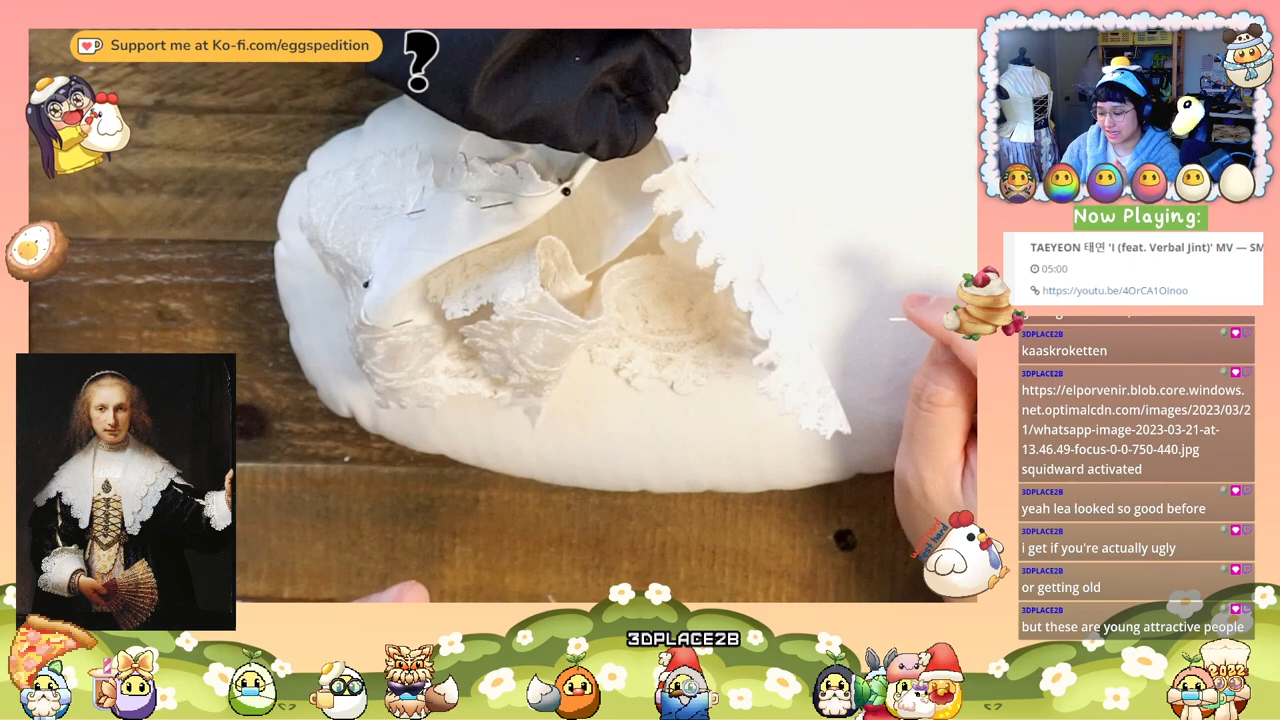 Support me at Ko-fi.com/eggspedition
?
Now Playing:
TAEYEON 태연 'I (feat. Verbal Jint)' MV — SM
05:00
https://youtu.be/4OrCA1OInoo
3DPLACE2B
kaaskroketten
3DPLACE2B
https://elporvenir.blob.core.windows.
net.optimalcdn.com/images/2023/03/2
1/whatsapp-image-2023-03-21-at-
13.46.49-focus-0-0-750-440.jpg
squidward activated
3DPLACE2B
yeah lea looked so good before
3DPLACE2B
i get if you're actually ugly
3DPLACE2B
or getting old
3DPLACE2B
but these are young attractive people
3DPLACE2B
2022